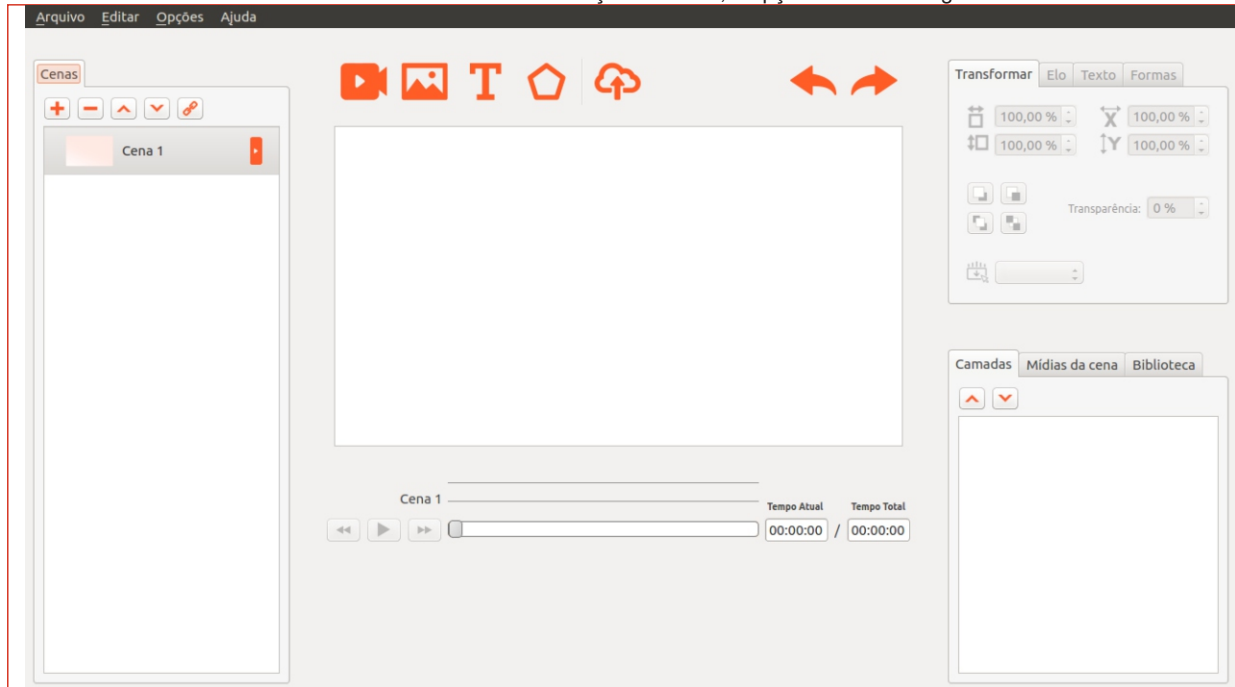 Arquivo Editar Opções Ajuda
Cenas
Cena 1
Transformar Elo Texto Formas
100,00 % X 100,00 %
100,00 % Y 100,00 %
Transparência: 0 %
Camadas Mídias da cena Biblioteca
Cena 1
Tempo Atual Tempo Total
00:00:00 / 00:00:00